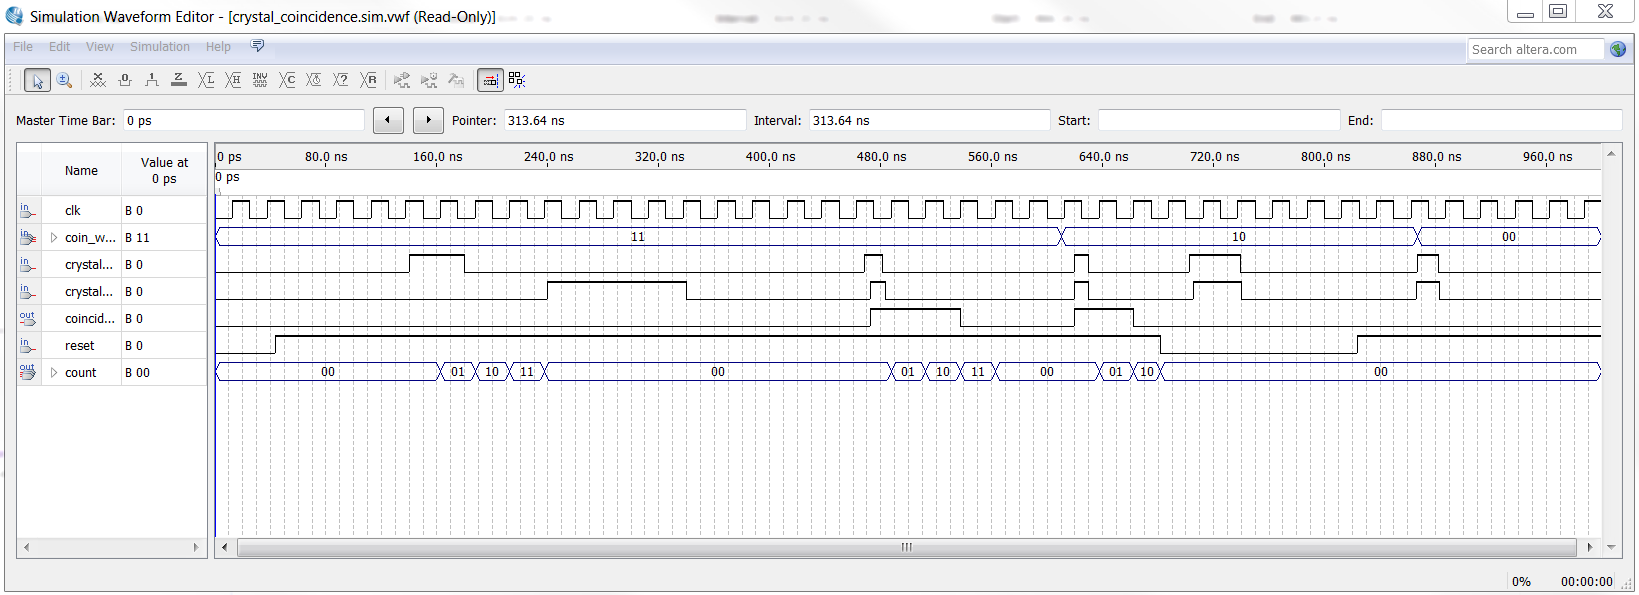 Simulation Waveform Editor - [crystal_coincidence.sim.vwf (Read-Only)]
File Edit View Simulation Help
Search altera.com
Master Time Bar: 0 ps Pointer: 313.64 ns Interval: 313.64 ns Start: End:
Name Value at 0 ps
0 ps 80.0 ns 160.0 ns 240.0 ns 320.0 ns 400.0 ns 480.0 ns 560.0 ns 640.0 ns 720.0 ns 800.0 ns 880.0 ns 960.0 ns
0 ps
in clk B 0
in coin_w... B 11 11 10 00
in crystal... B 0
in crystal... B 0
out coincid... B 0
in reset B 0
out count B 00 00 01 10 11 00 01 10 11 00 01 10 00
0% 00:00:00